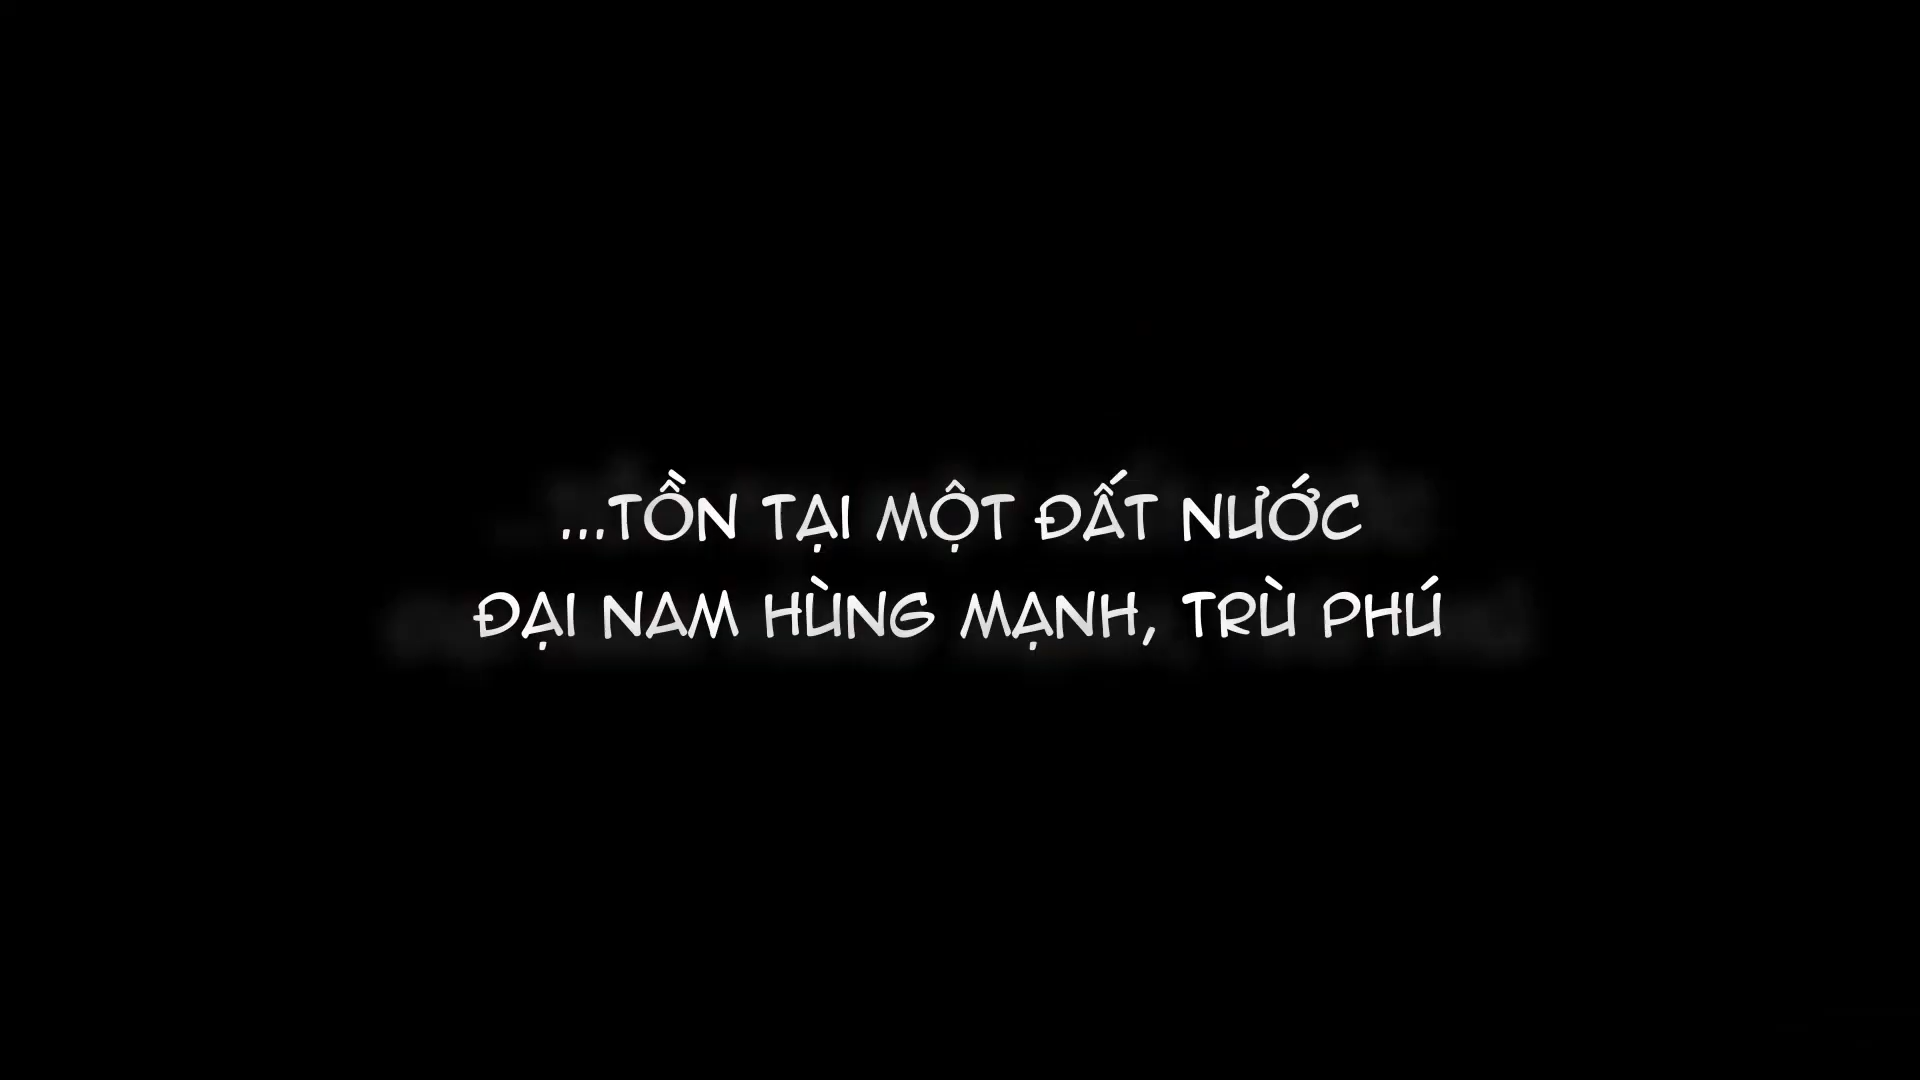 ...TỒN TẠI MỘT ĐẤT NƯỚC
ĐẠI NAM HÙNG MẠNH, TRÙ PHÚ